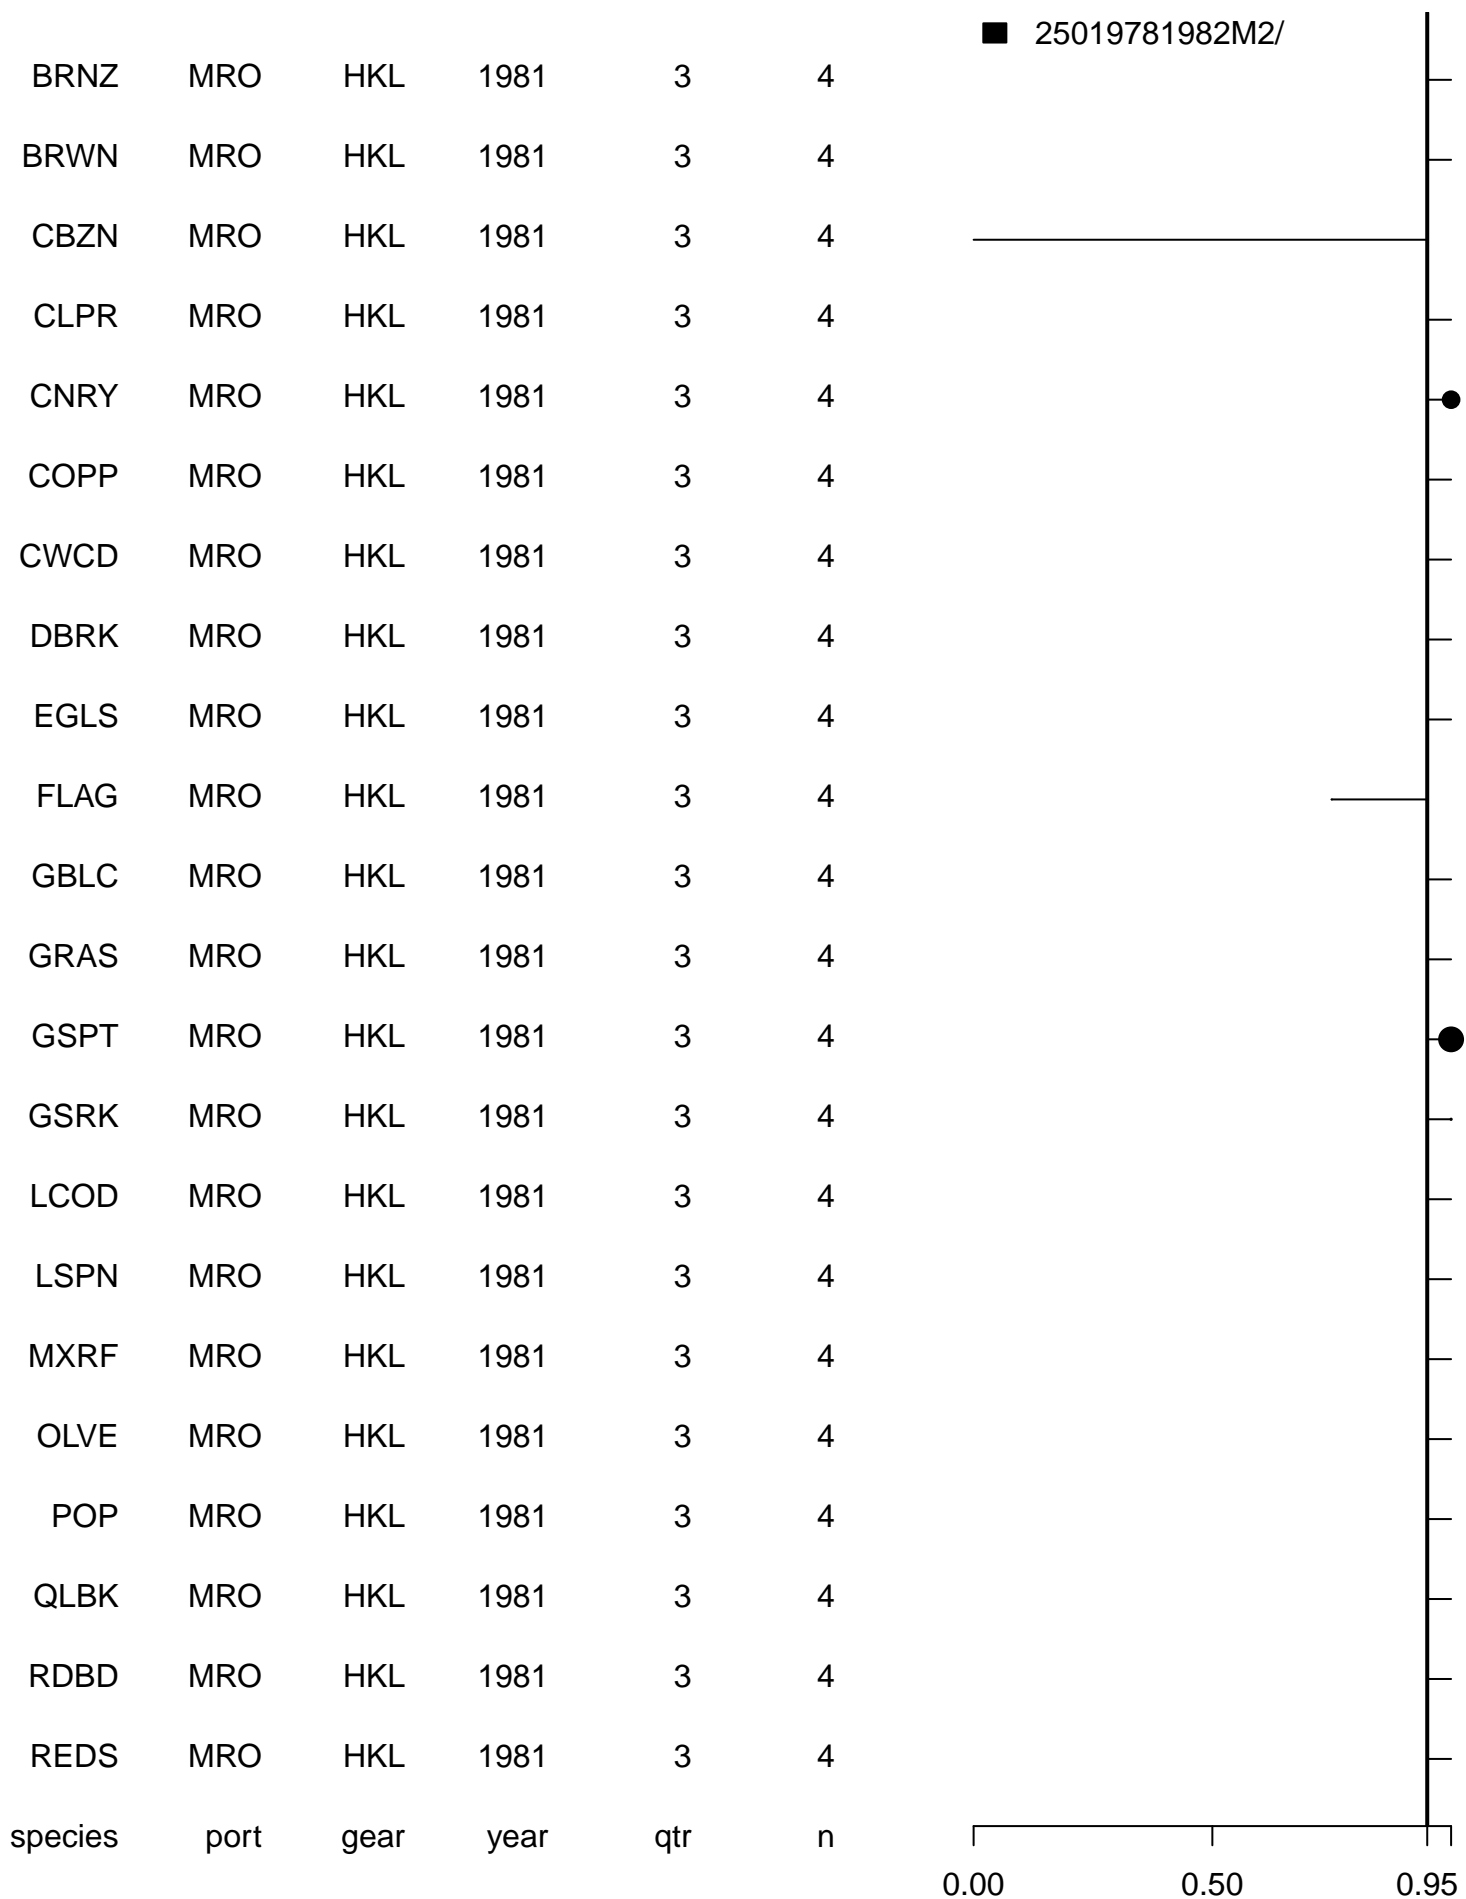 25019781982M2/
BRNZ MRO HKL 1981 3 4
BRWN MRO HKL 1981 3 4
CBZN MRO HKL 1981 3 4
CLPR MRO HKL 1981 3 4
CNRY MRO HKL 1981 3 4
COPP MRO HKL 1981 3 4
CWCD MRO HKL 1981 3 4
DBRK MRO HKL 1981 3 4
EGLS MRO HKL 1981 3 4
FLAG MRO HKL 1981 3 4
GBLC MRO HKL 1981 3 4
GRAS MRO HKL 1981 3 4
GSPT MRO HKL 1981 3 4
GSRK MRO HKL 1981 3 4
LCOD MRO HKL 1981 3 4
LSPN MRO HKL 1981 3 4
MXRF MRO HKL 1981 3 4
OLVE MRO HKL 1981 3 4
POP MRO HKL 1981 3 4
QLBK MRO HKL 1981 3 4
RDBD MRO HKL 1981 3 4
REDS MRO HKL 1981 3 4
species port gear year qtr n
0.00 0.50 0.95